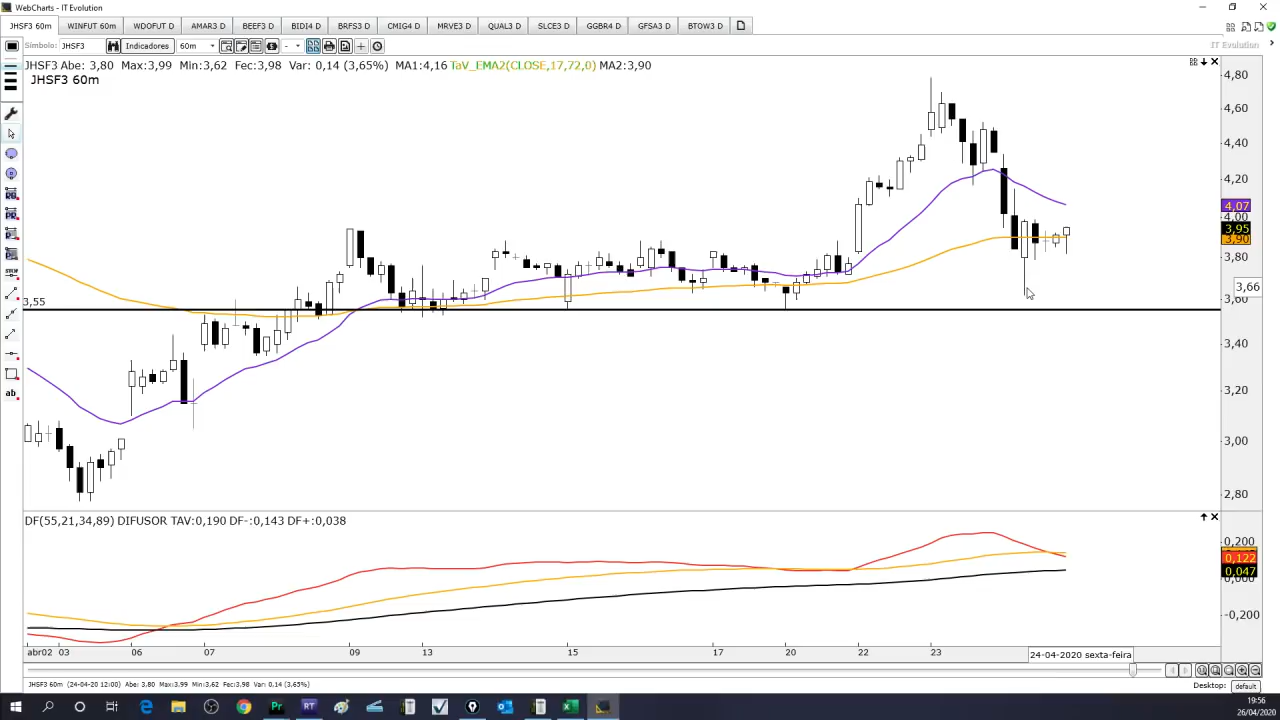 WebCharts - IT Evolution
JHSF3 60m WINFUT 60m WDOFUT D AMAR3 D BEEF3 D BIDI4 D BRFS3 D CMIG4 D MRVE3 D QUAL3 D SLCE3 D GGBR4 D GFSA3 D BTOW3 D
Símbolo: JHSF3 Indicadores 60m - IT Evolution
JHSF3 Abe: 3,80 Max:3,99 Min:3,62 Fec:3,98 Var: 0,14 (3,65%) MA1:4,16 TaV_EMA2(CLOSE,17,72,0) MA2:3,90
JHSF3 60m
4,80
4,60
4,40
4,20
4,07
4,00
3,95
3,90
3,80
3,66
3,60
3,55
3,40
3,20
3,00
2,80
DF(55,21,34,89) DIFUSOR TAV:0,190 DF-:0,143 DF+:0,038
0,200
0,122
0,047
0,000
-0,200
abr02 03 06 07 09 13 15 17 20 22 23 24-04-2020 sexta-feira
Desktop: default
JHSF3 60m (24-04-20 12:00) Abe: 3,80 Max:3,99 Min:3,62 Fec:3,98 Var: 0,14 (3,65%)
ab
19:56
26/04/2020